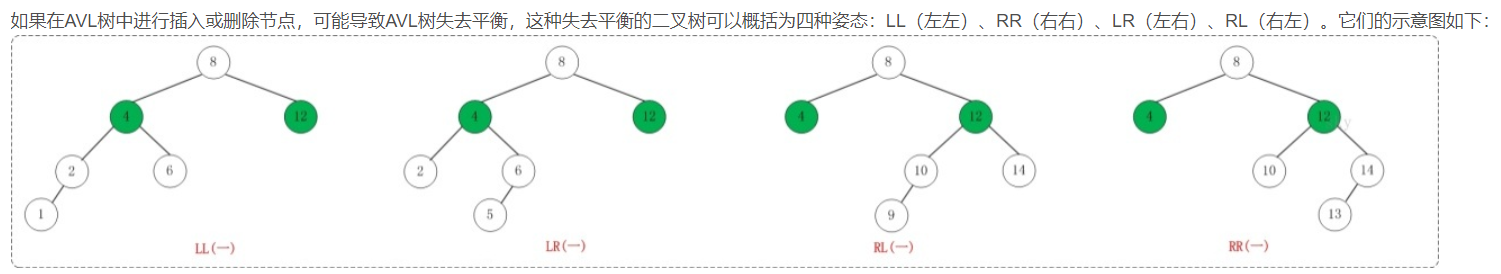 如果在AVL树中进行插入或删除节点，可能导致AVL树失去平衡，这种失去平衡的二叉树可以概括为四种姿态：LL（左左）、RR（右右）、LR（左右）、RL（右左）。它们的示意图如下：
8 8 8 8
4 12 4 12 4 12 4 12
2 6 2 6 10 14 10 14
1 5 9 13
LL(一) LR(一) RL(一) RR(一)